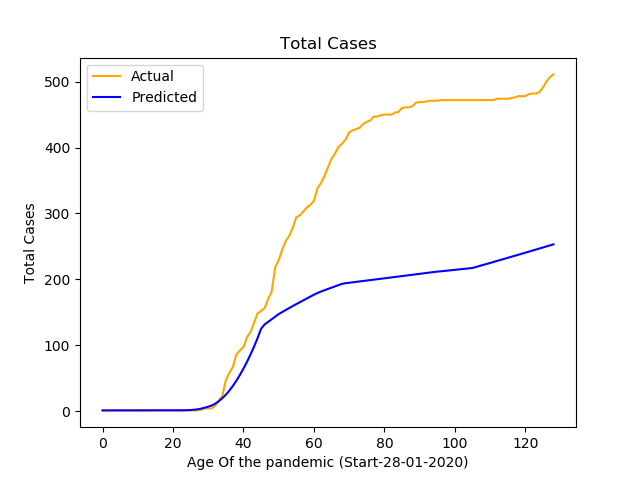 Total Cases
Actual
Predicted
500
400
300
200
100
0
Total Cases
0 20 40 60 80 100 120
Age Of the pandemic (Start-28-01-2020)